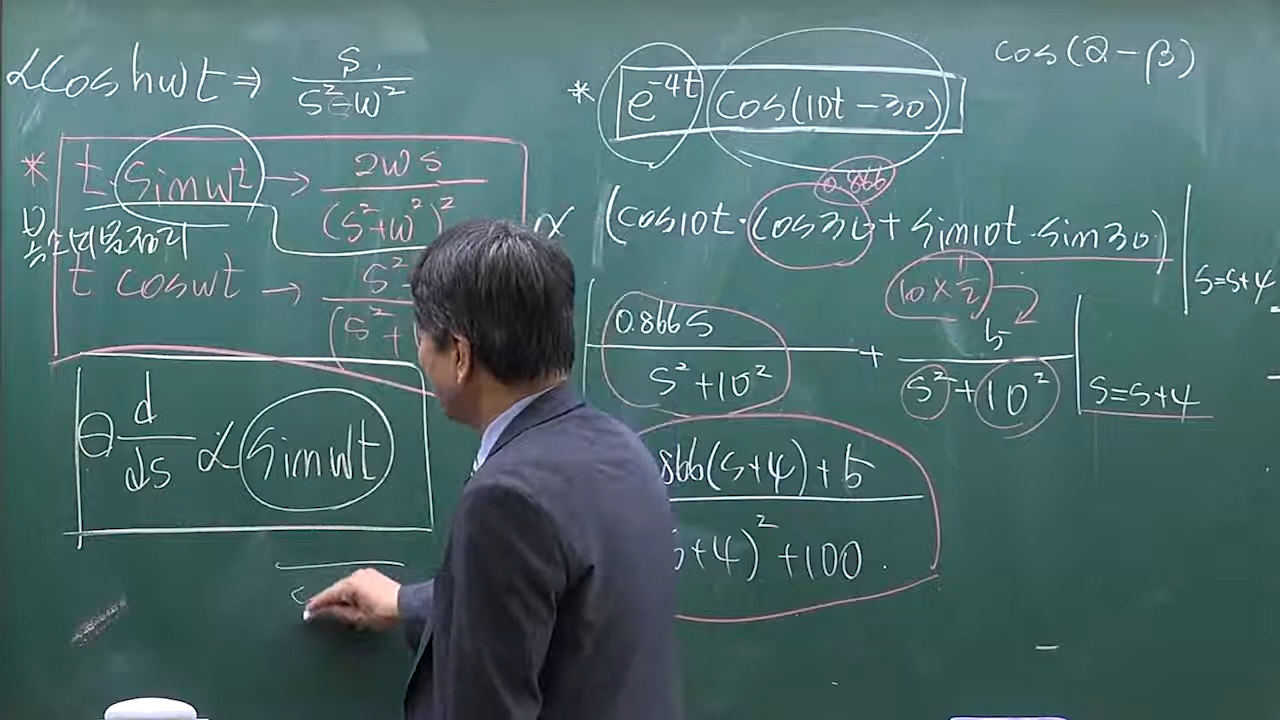 ℒcoshωt ⇒ s / (s²-ω²)
* t·sinωt → 2ωs / (s²+ω²)²
t cosωt → s² / (s²+
⊖ d/ds ℒ sinωt
cos(α-β)
* e^-4t cos(10t-30)
0.866
ℒ (cos10t·cos30+sin10t·sin30)| s=s+4
10×1/2
0.866s / (s²+10²) + 5 / (s²+10²) | s=s+4
866(s+4)+5 / s+4)²+100.